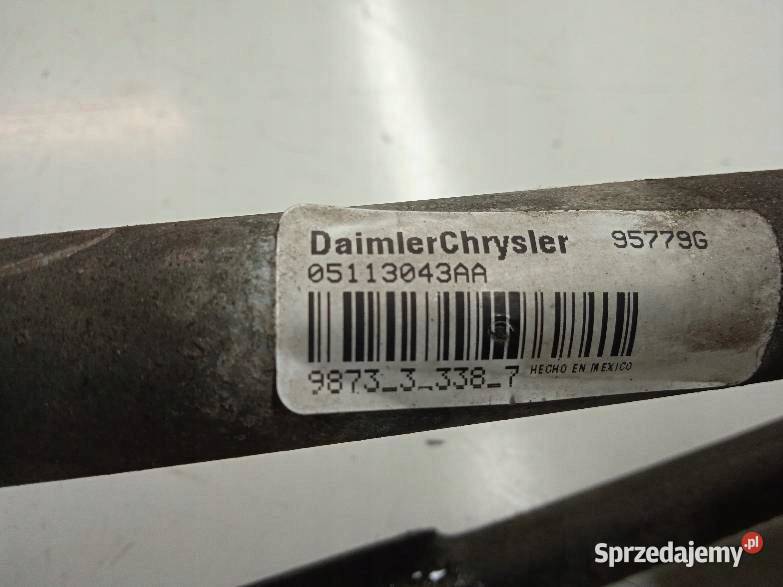 DaimlerChrysler 95779G
05113043AA
9873_3_338_7 HECHO EN MEXICO
Sprzedajemy.pl